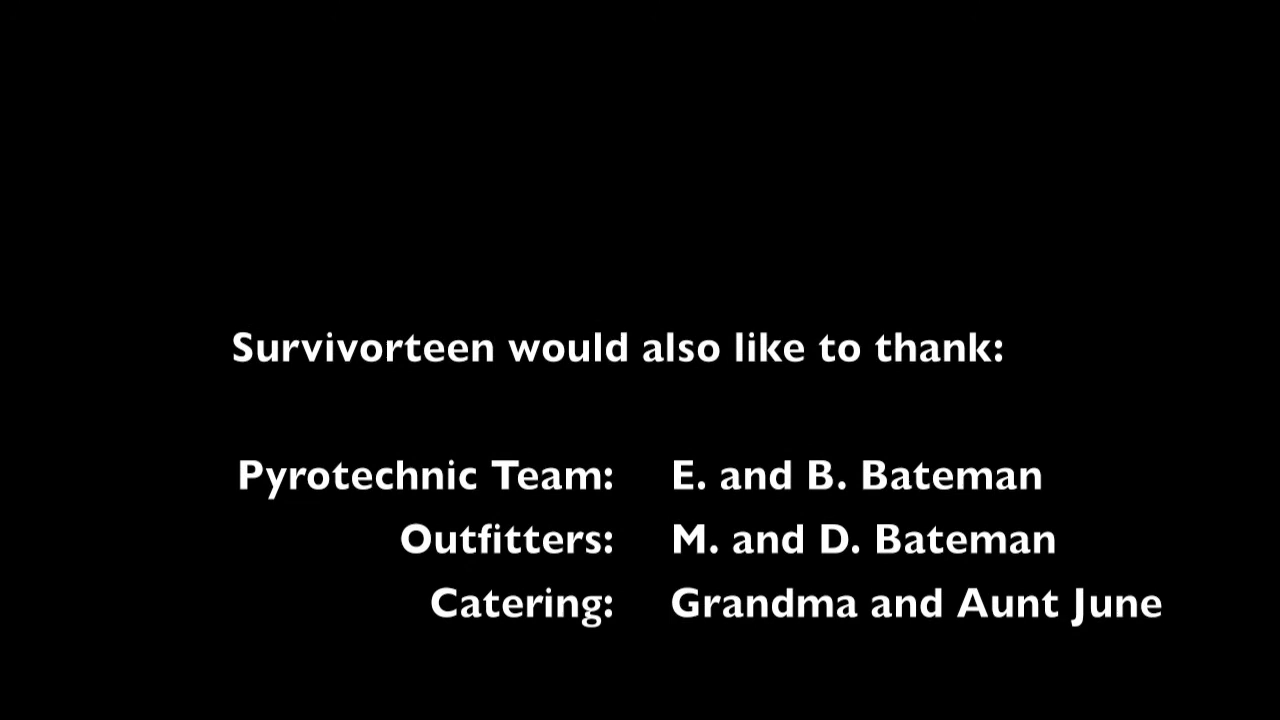 Survivorteen would also like to thank:
Pyrotechnic Team: E. and B. Bateman
Outfitters: M. and D. Bateman
Catering: Grandma and Aunt June